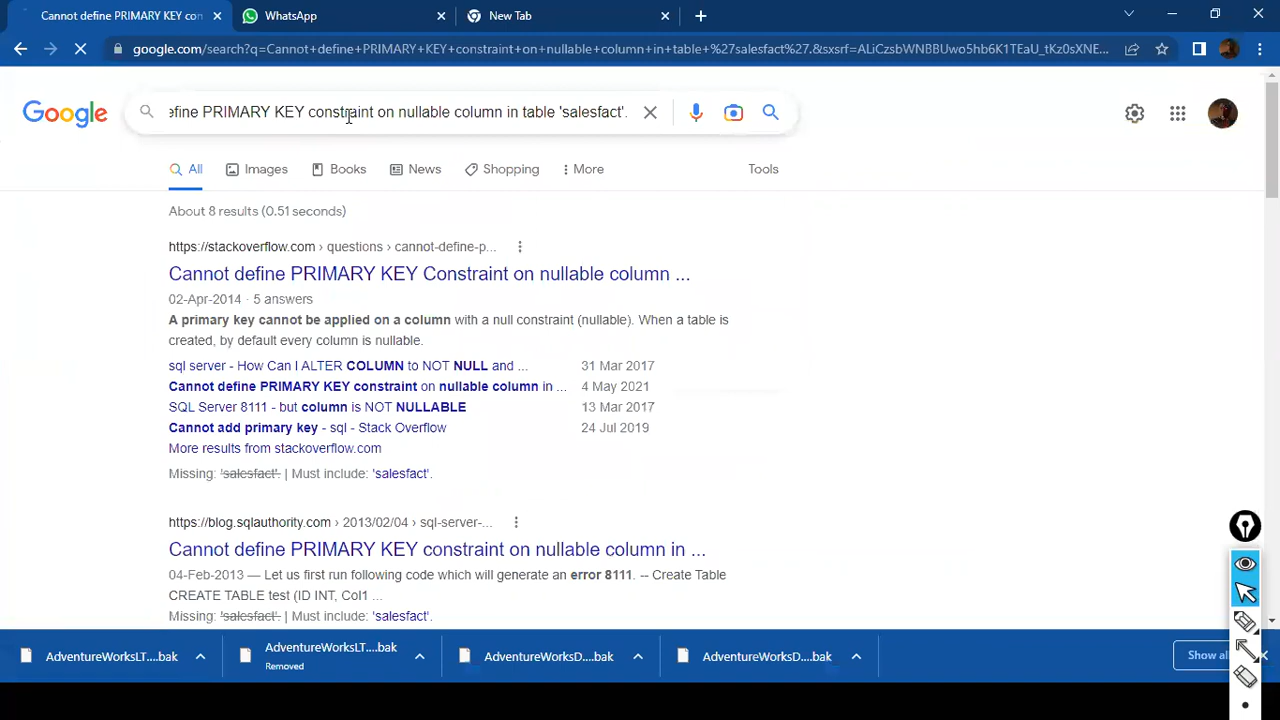 Cannot define PRIMARY KEY con
WhatsApp
New Tab
google.com/search?q=Cannot+define+PRIMARY+KEY+constraint+on+nullable+column+in+table+%27salesfact%27.&sxsrf=ALiCzsbWNBBUwo5hb6K1TEaU_tKz0sXNE...
Google
efine PRIMARY KEY constraint on nullable column in table 'salesfact'.
All
Images
Books
News
Shopping
More
Tools
About 8 results (0.51 seconds)
https://stackoverflow.com › questions › cannot-define-p...
Cannot define PRIMARY KEY Constraint on nullable column ...
02-Apr-2014 · 5 answers
A primary key cannot be applied on a column with a null constraint (nullable). When a table is
created, by default every column is nullable.
sql server - How Can I ALTER COLUMN to NOT NULL and ... 31 Mar 2017
Cannot define PRIMARY KEY constraint on nullable column in ... 4 May 2021
SQL Server 8111 - but column is NOT NULLABLE 13 Mar 2017
Cannot add primary key - sql - Stack Overflow 24 Jul 2019
More results from stackoverflow.com
Missing: 'salesfact'. | Must include: 'salesfact'.
https://blog.sqlauthority.com › 2013/02/04 › sql-server-...
Cannot define PRIMARY KEY constraint on nullable column in ...
04-Feb-2013 — Let us first run following code which will generate an error 8111. -- Create Table
CREATE TABLE test (ID INT, Col1 ...
Missing: 'salesfact'. | Must include: 'salesfact'.
AdventureWorksLT....bak
AdventureWorksLT....bak
Removed
AdventureWorksD....bak
AdventureWorksD....bak
Show all